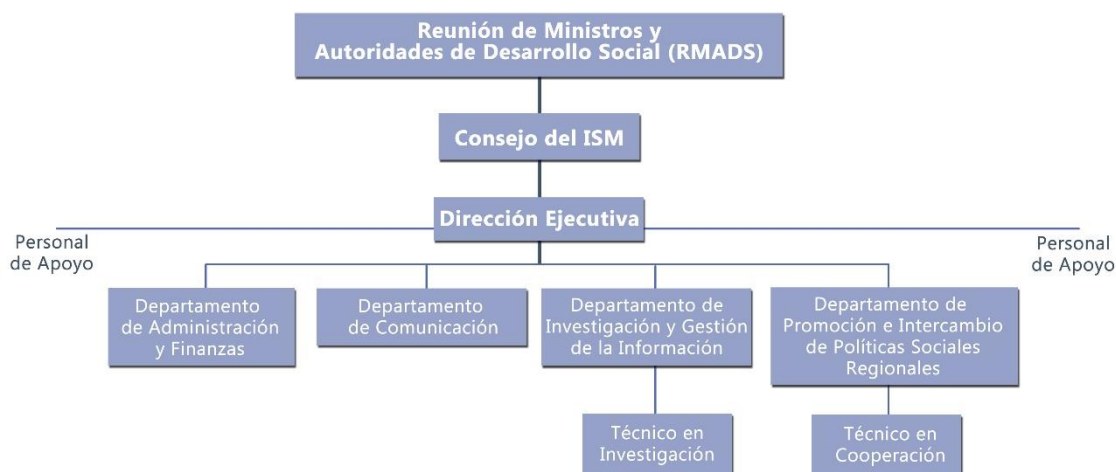 Reunión de Ministros y
Autoridades de Desarrollo Social (RMADS)
Consejo del ISM
Dirección Ejecutiva
Personal
de Apoyo
Personal
de Apoyo
Departamento
de Administración
y Finanzas
Departamento
de Comunicación
Departamento de
Investigación y Gestión
de la Información
Departamento de
Promoción e Intercambio
de Políticas Sociales
Regionales
Técnico en
Investigación
Técnico en
Cooperación